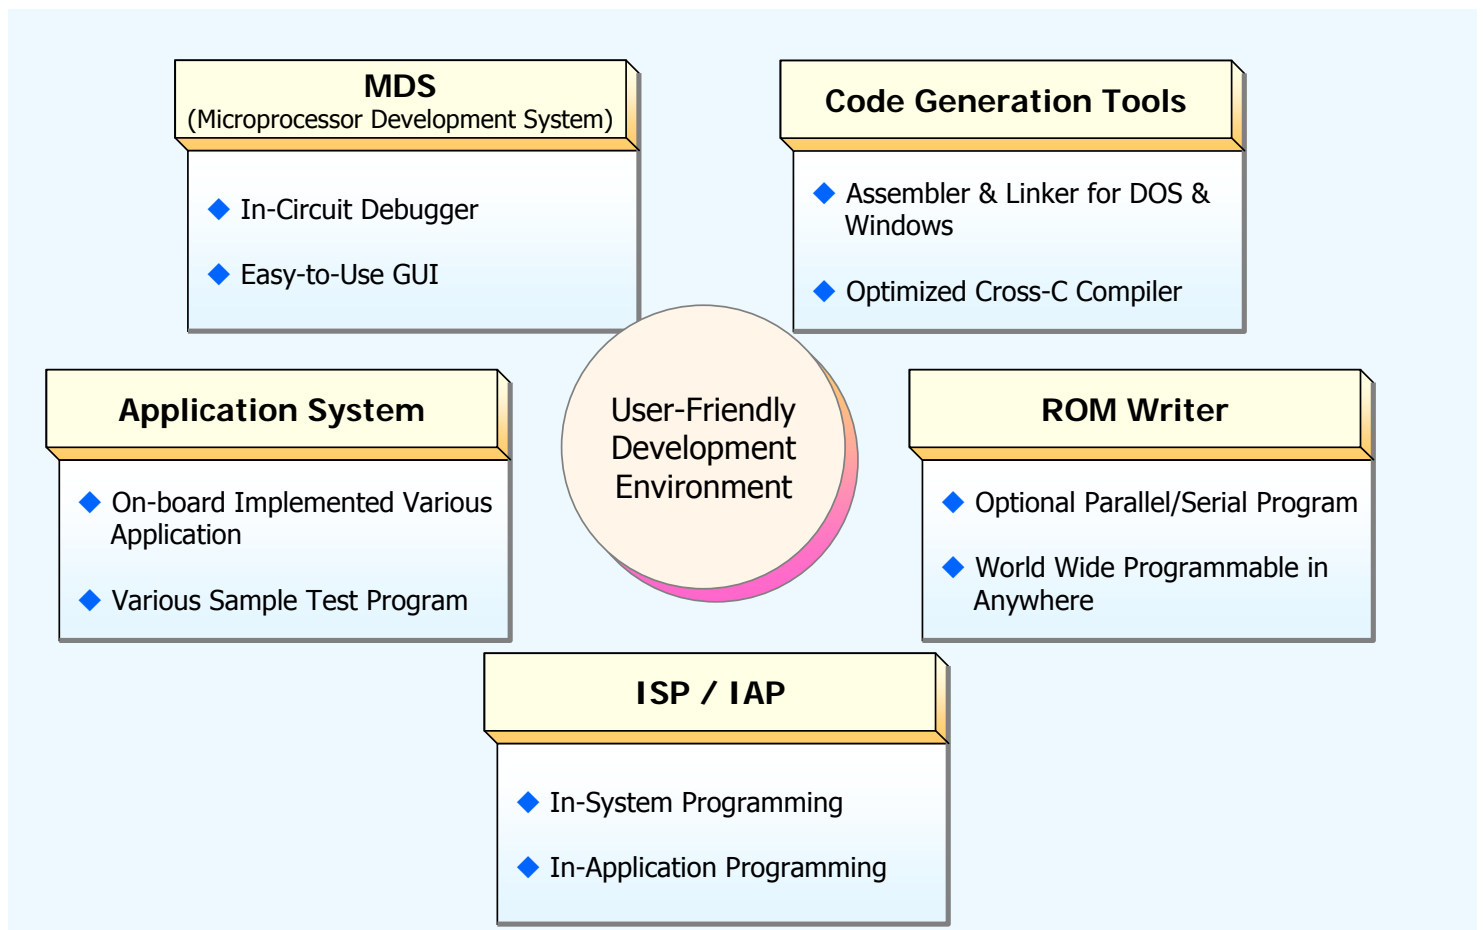 MDS
(Microprocessor Development System)
In-Circuit Debugger
Easy-to-Use GUI
Code Generation Tools
Assembler & Linker for DOS &
Windows
Optimized Cross-C Compiler
Application System
On-board Implemented Various
Application
Various Sample Test Program
User-Friendly
Development
Environment
ROM Writer
Optional Parallel/Serial Program
World Wide Programmable in
Anywhere
ISP / IAP
In-System Programming
In-Application Programming